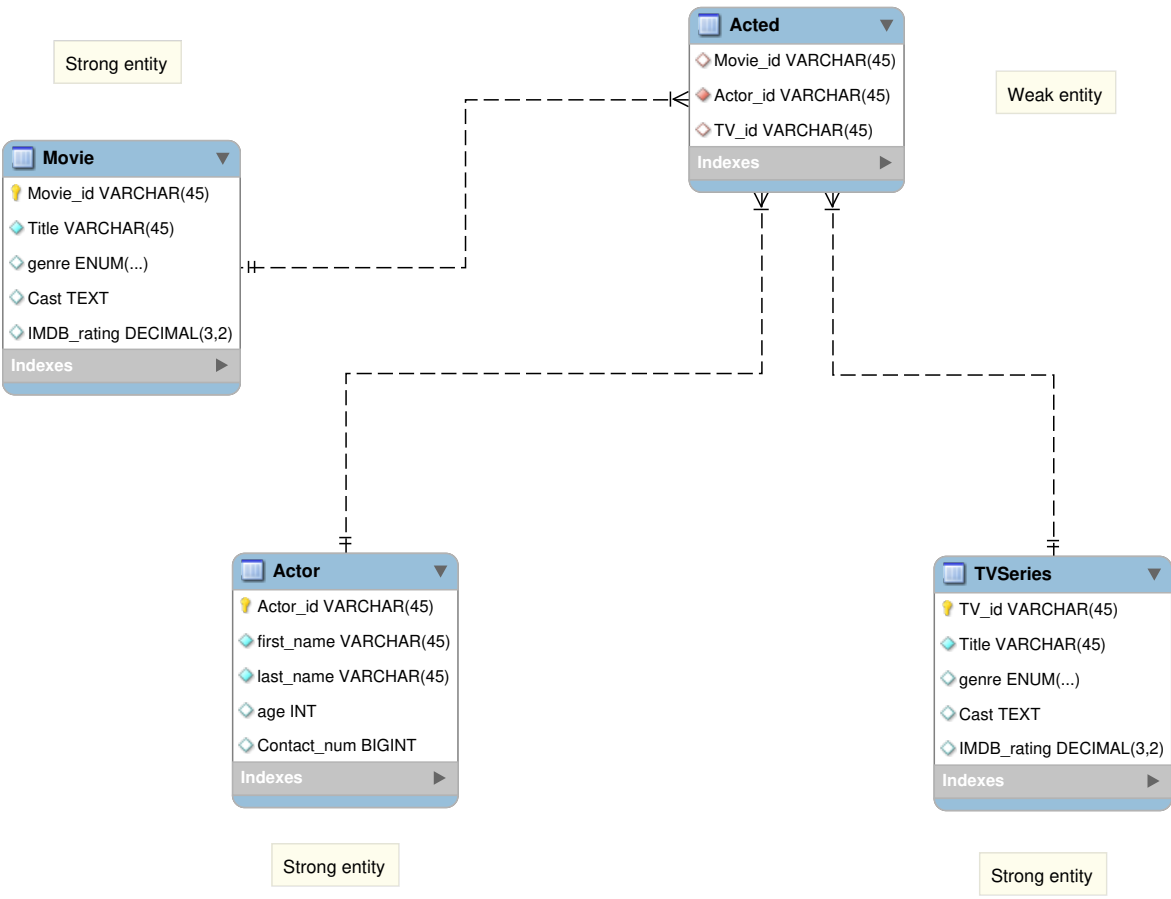 Strong entity
Acted
Movie_id VARCHAR(45)
Actor_id VARCHAR(45)
TV_id VARCHAR(45)
Indexes
Weak entity
Movie
Movie_id VARCHAR(45)
Title VARCHAR(45)
genre ENUM(...)
Cast TEXT
IMDB_rating DECIMAL(3,2)
Indexes
Actor
Actor_id VARCHAR(45)
first_name VARCHAR(45)
last_name VARCHAR(45)
age INT
Contact_num BIGINT
Indexes
Strong entity
TVSeries
TV_id VARCHAR(45)
Title VARCHAR(45)
genre ENUM(...)
Cast TEXT
IMDB_rating DECIMAL(3,2)
Indexes
Strong entity